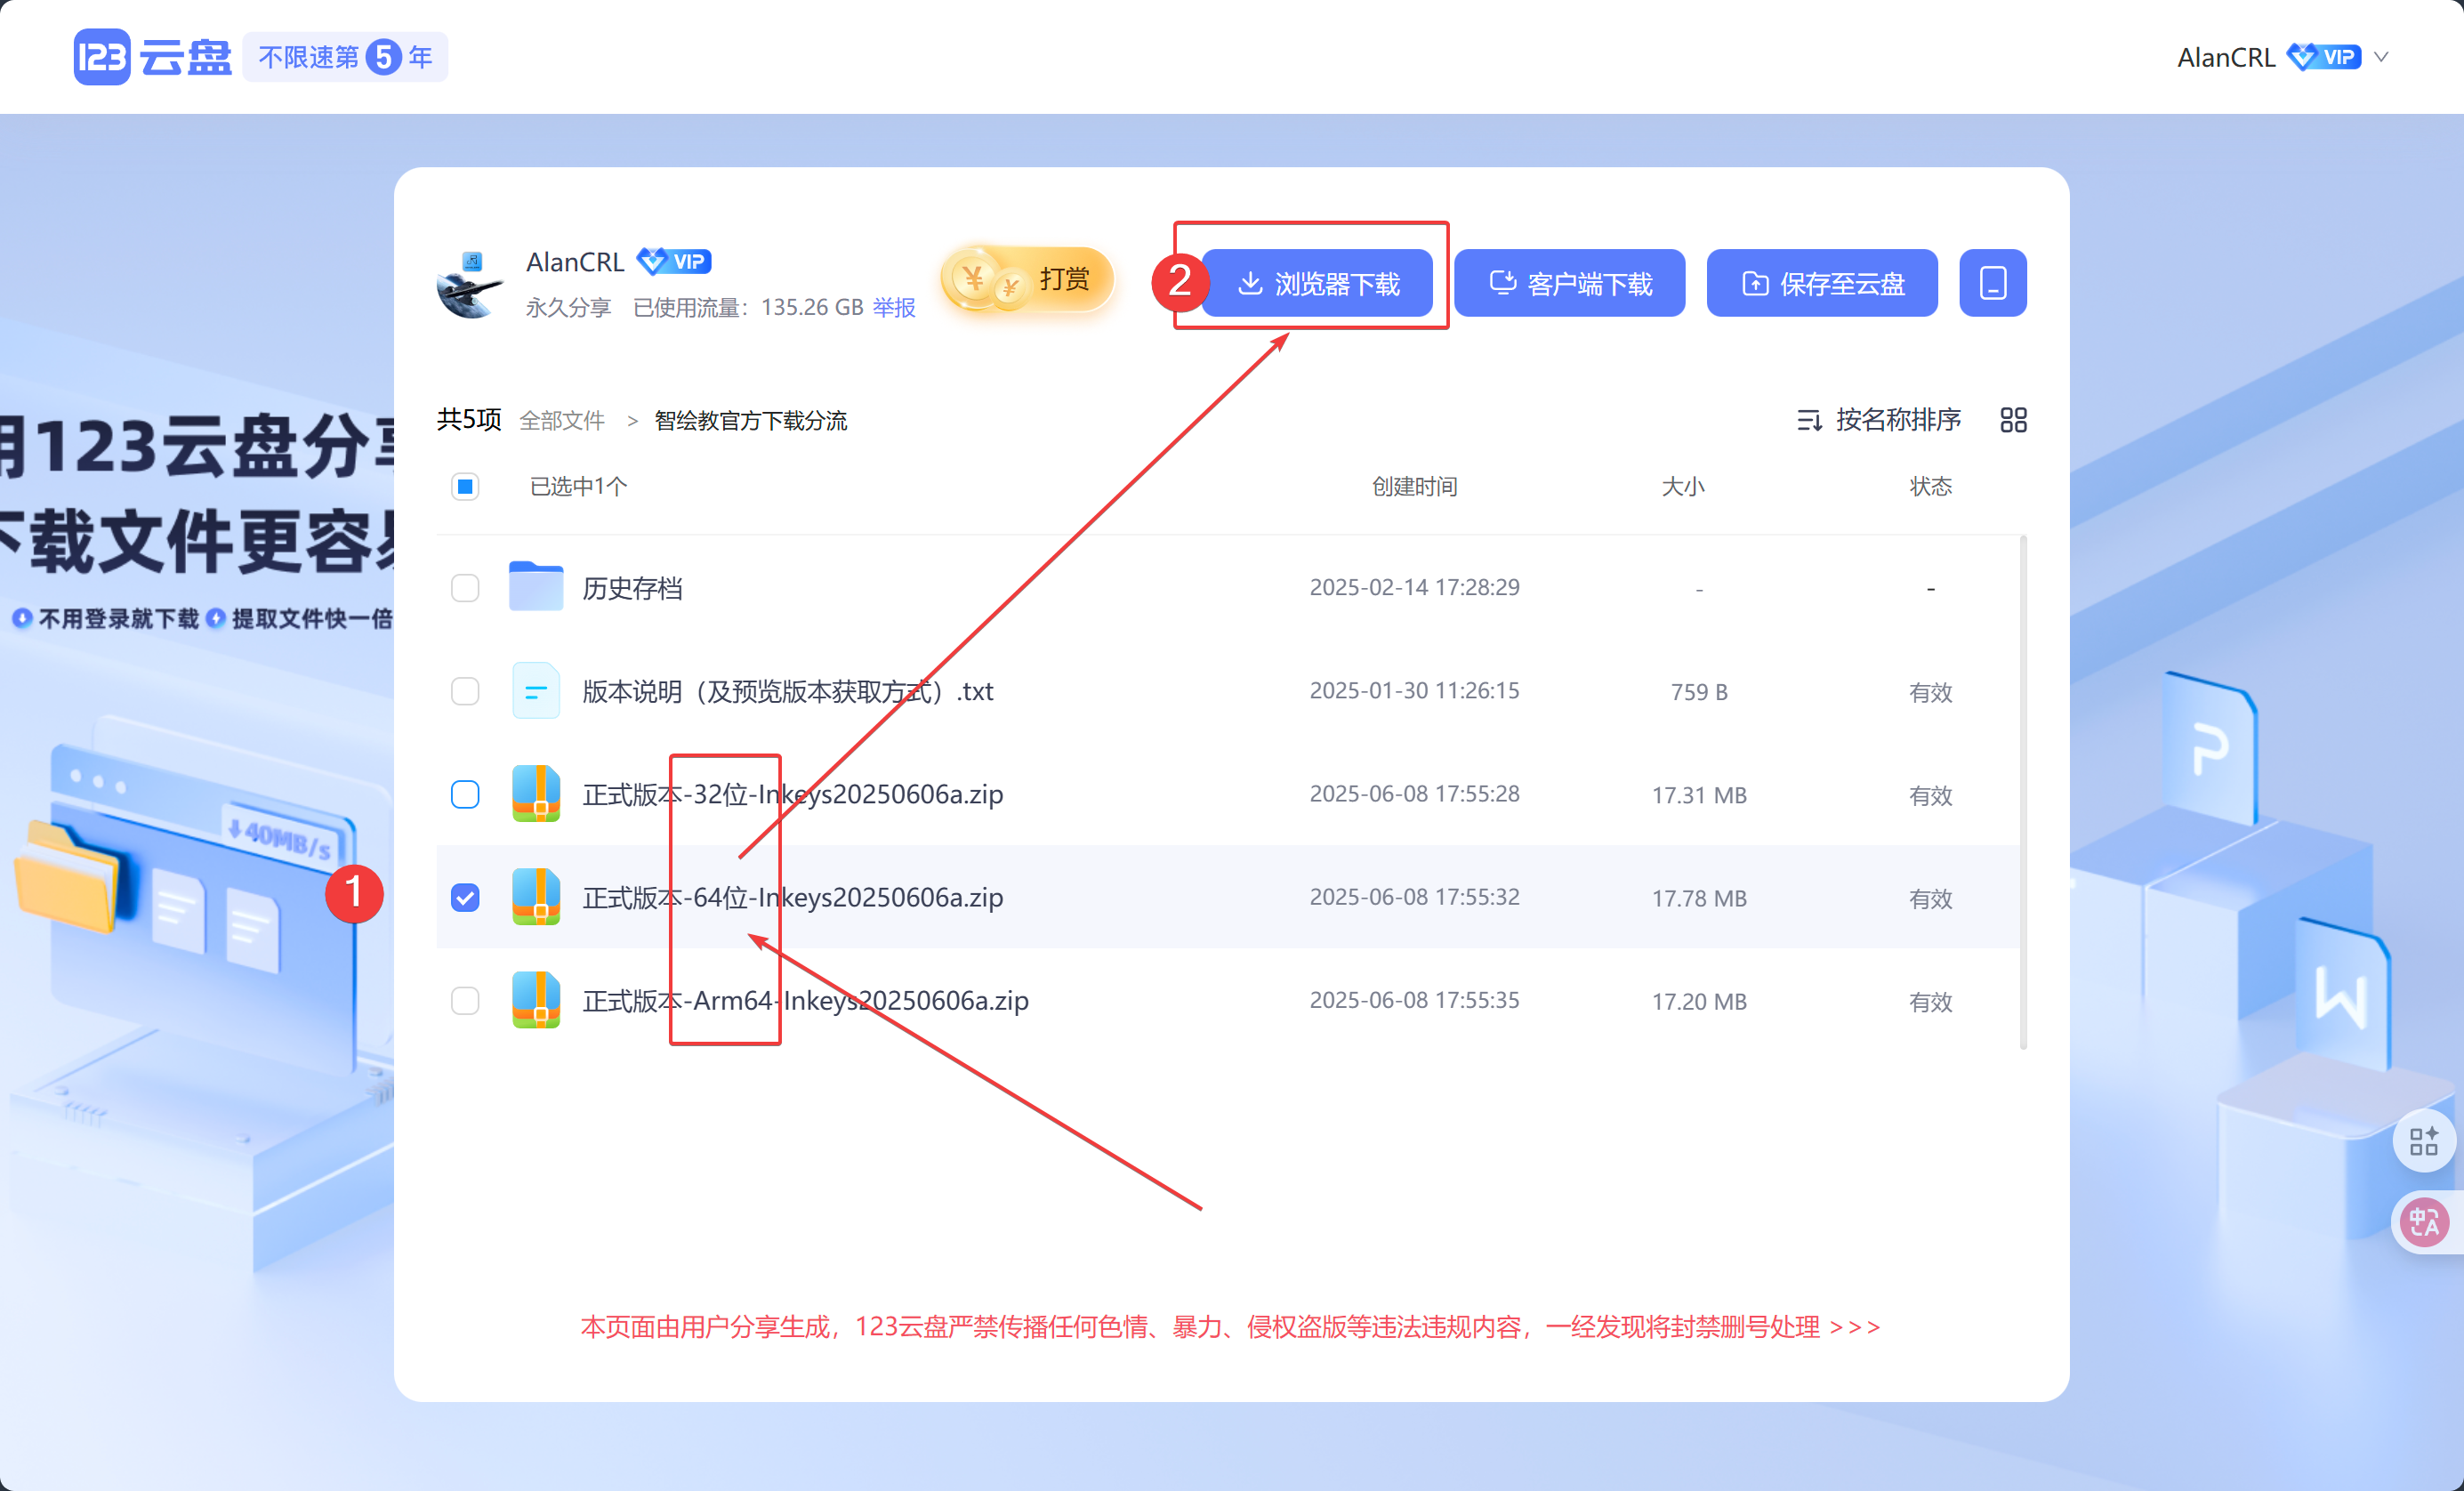 123云盘 不限速第5年
AlanCRL VIP
AlanCRL VIP
永久分享 已使用流量：135.26 GB 举报
打赏
2
浏览器下载
客户端下载
保存至云盘
共5项 全部文件 > 智绘教官方下载分流
按名称排序
已选中1个 创建时间 大小 状态
历史存档 2025-02-14 17:28:29 - -
版本说明（及预览版本获取方式）.txt 2025-01-30 11:26:15 759 B 有效
正式版本-32位-Inkeys20250606a.zip 2025-06-08 17:55:28 17.31 MB 有效
正式版本-64位-Inkeys20250606a.zip 2025-06-08 17:55:32 17.78 MB 有效
正式版本-Arm64-Inkeys20250606a.zip 2025-06-08 17:55:35 17.20 MB 有效
本页面由用户分享生成，123云盘严禁传播任何色情、暴力、侵权盗版等违法违规内容，一经发现将封禁删号处理 >>>
用123云盘分享
下载文件更容易
不用登录就下载 提取文件快一倍
40MB/s
1
P
W
中A